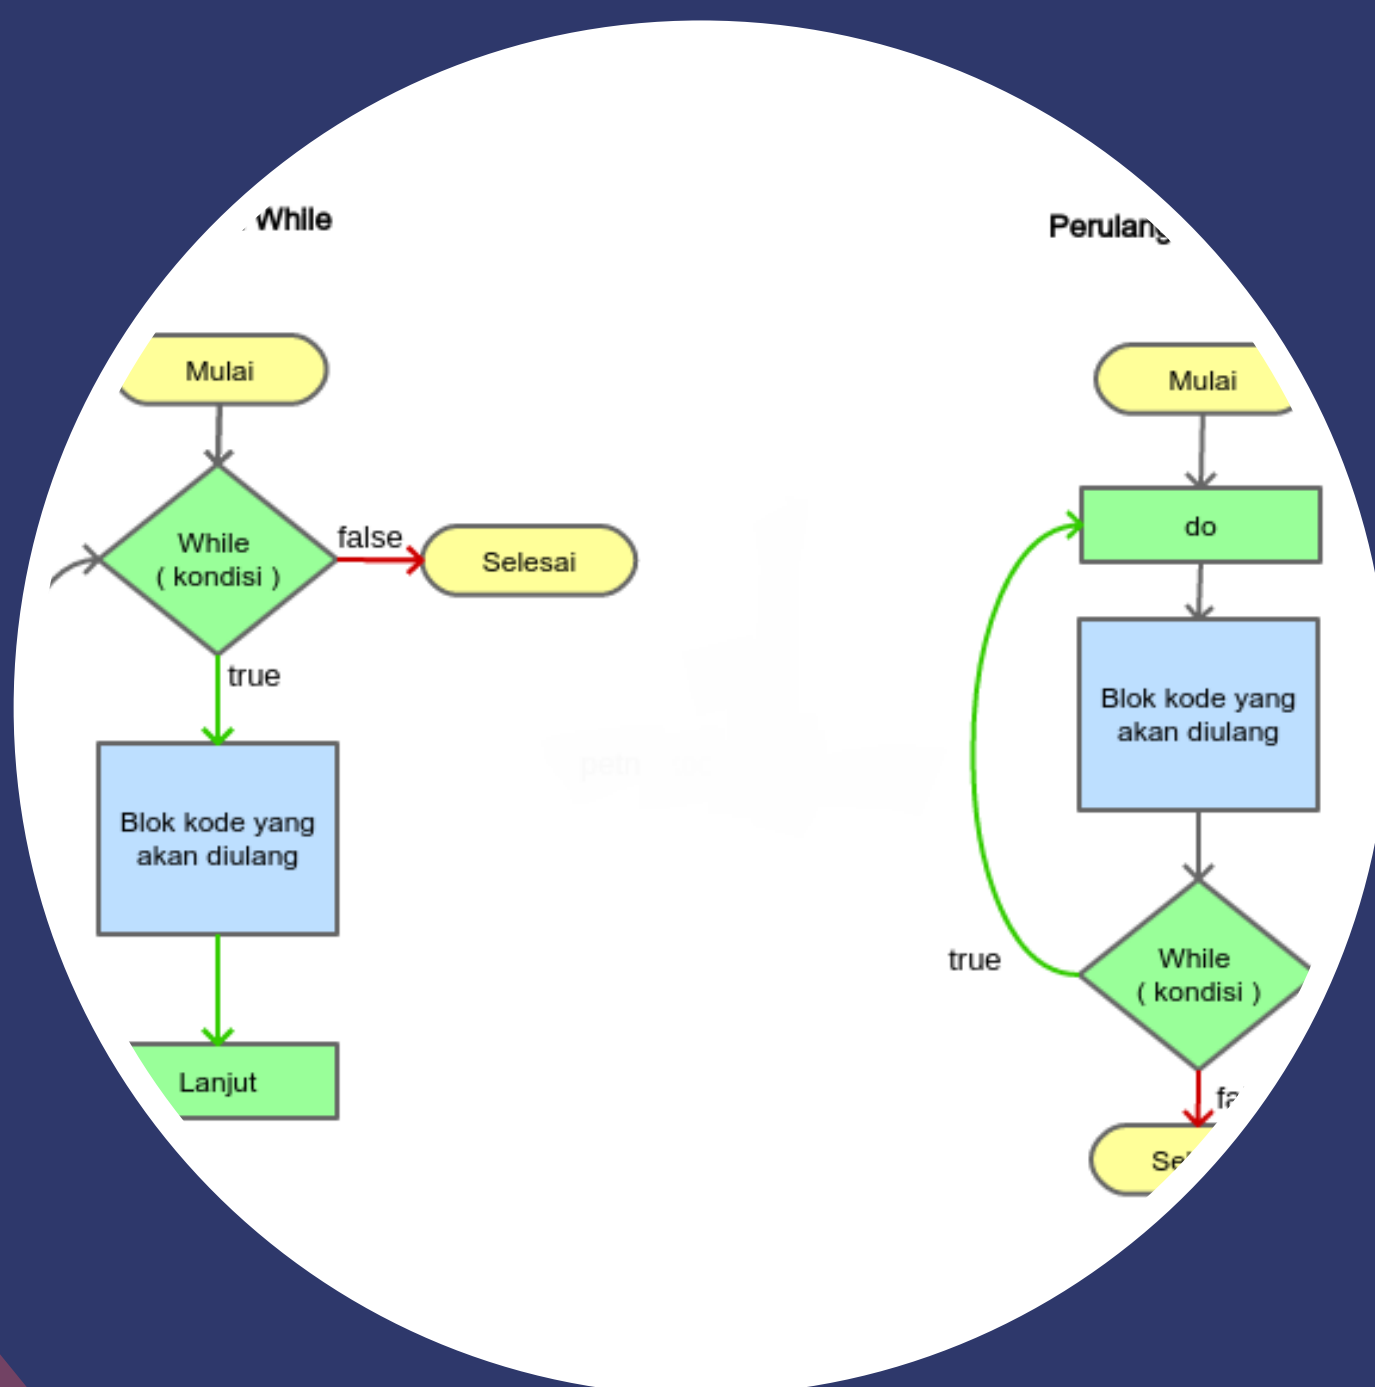 While
Mulai
While
( kondisi )
false
Selesai
true
Blok kode yang
akan diulang
Lanjut
Perulang
Mulai
do
Blok kode yang
akan diulang
true
While
( kondisi )